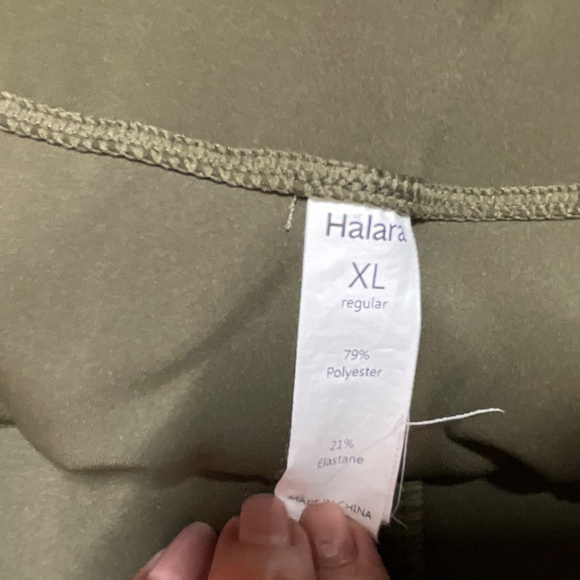 Halara
XL
regular
79%
Polyester
21%
Elastane
MADE IN CHINA